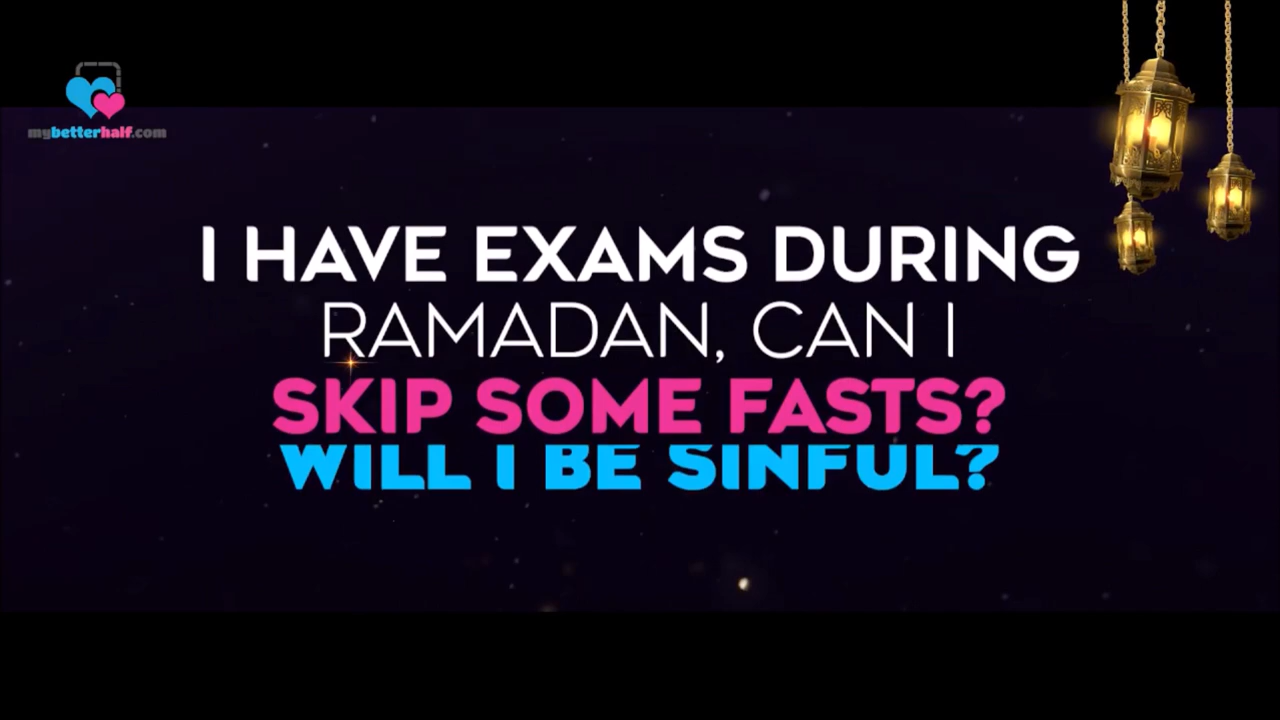 mybetterhalf.com
I HAVE EXAMS DURING
RAMADAN, CAN I
SKIP SOME FASTS?
WILL I BE SINFUL?